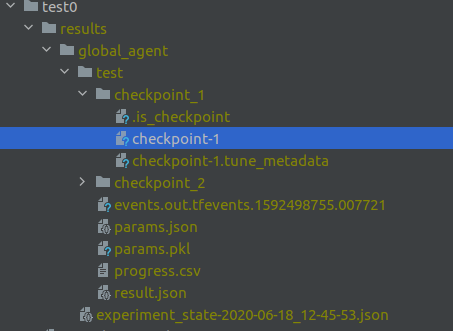 test0
results
global_agent
test
checkpoint_1
.is_checkpoint
checkpoint-1
checkpoint-1.tune_metadata
checkpoint_2
events.out.tfevents.1592498755.007721
params.json
params.pkl
progress.csv
result.json
experiment_state-2020-06-18_12-45-53.json